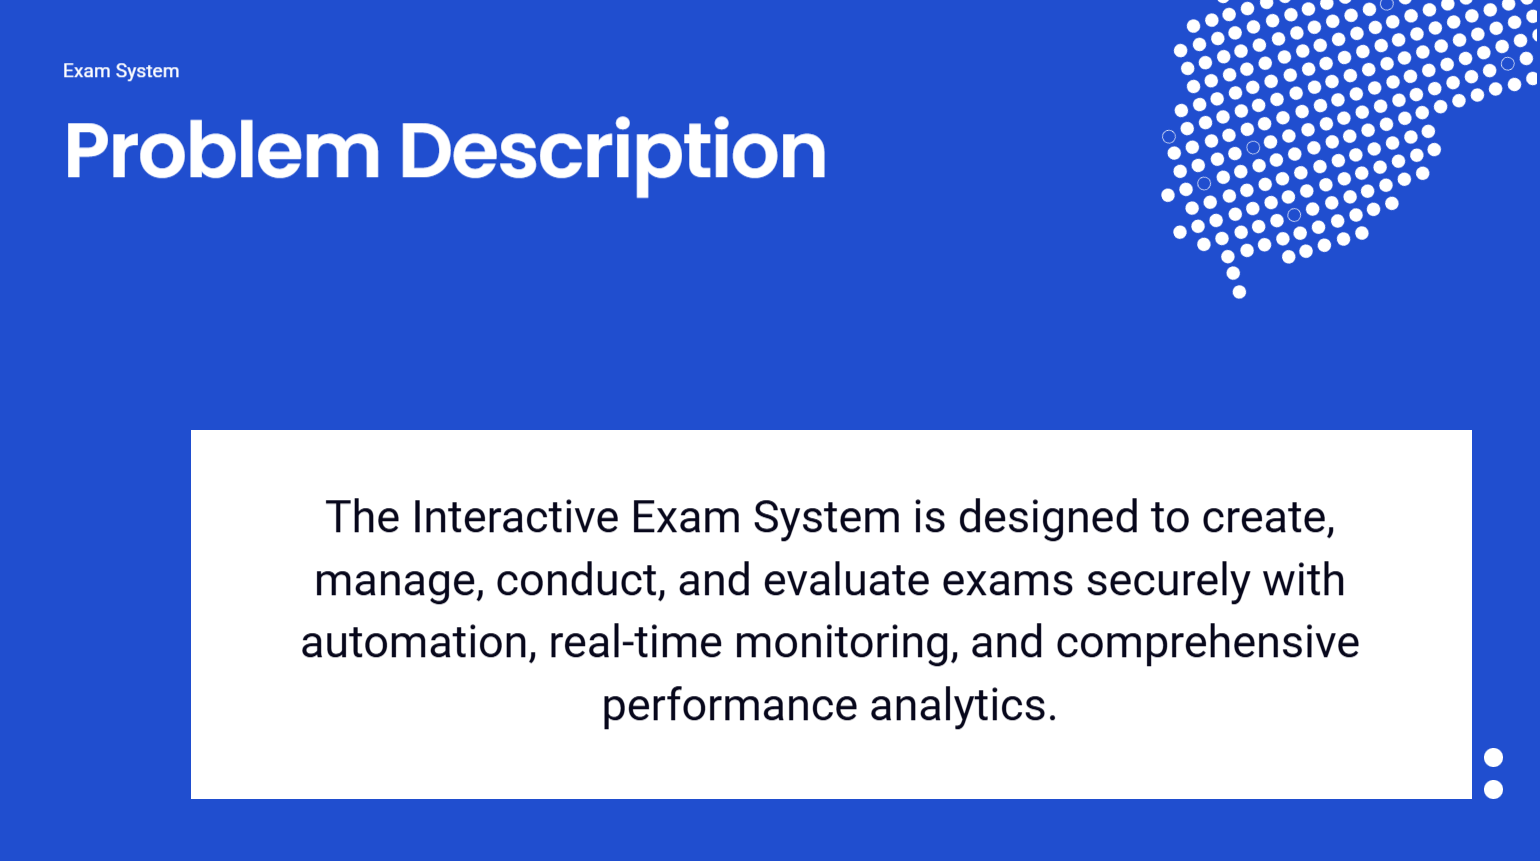 Exam System
Problem Description
The Interactive Exam System is designed to create,
manage, conduct, and evaluate exams securely with
automation, real-time monitoring, and comprehensive
performance analytics.